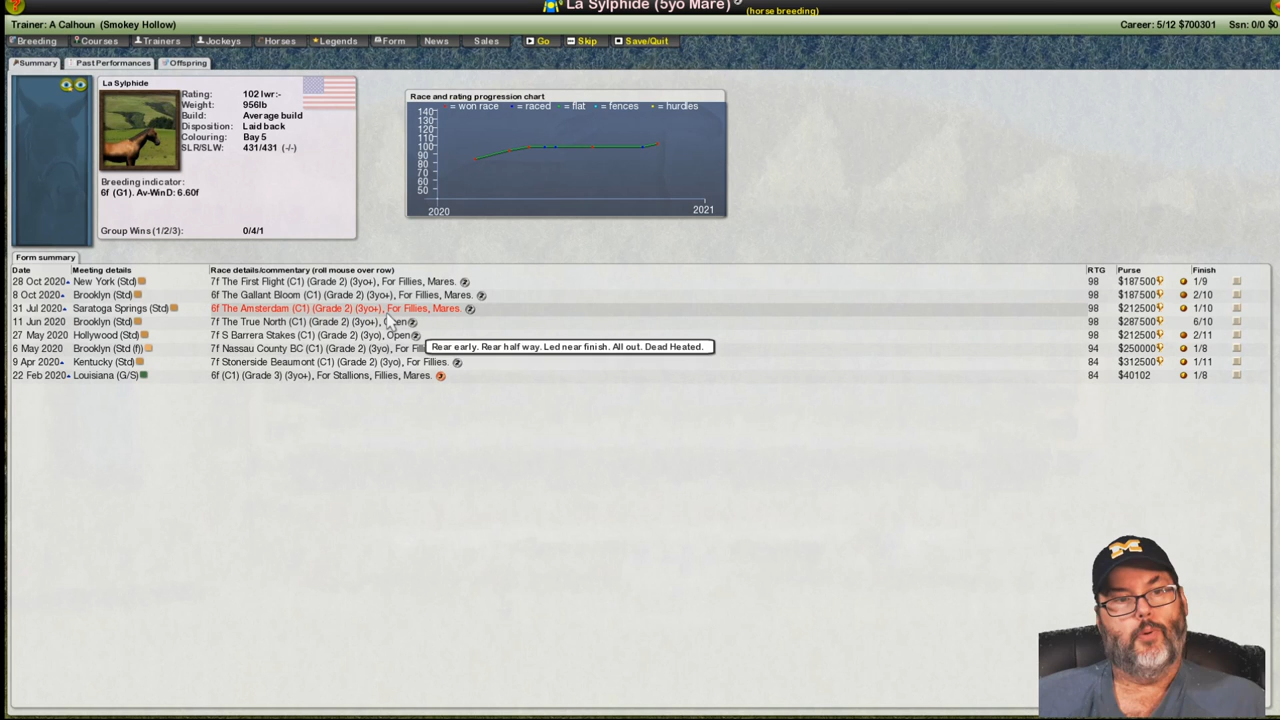 La Sylphide (5yo Mare)
(horse breeding)
Trainer: A Calhoun (Smokey Hollow)
Career: 5/12 $700301 Ssn: 0/0 $0
Breeding Courses Trainers Jockeys Horses Legends Form News Sales Go Skip Save/Quit
Summary Past Performances Offspring
La Sylphide
Rating: 102 lwr:-
Weight: 956lb
Build: Average build
Disposition: Laid back
Colouring: Bay 5
SLR/SLW: 431/431 (-/-)
Breeding indicator:
6f (G1). Av-WinD: 6.60f
Group Wins (1/2/3): 0/4/1
Race and rating progression chart
= won race = raced = flat = fences = hurdles
140
130
120
110
100
90
80
70
60
50
2020 2021
Form summary
Date Meeting details Race details/commentary (roll mouse over row) RTG Purse Finish
28 Oct 2020 New York (Std) 7f The First Flight (C1) (Grade 2) (3yo+), For Fillies, Mares. 98 $187500 1/9
8 Oct 2020 Brooklyn (Std) 6f The Gallant Bloom (C1) (Grade 2) (3yo+), For Fillies, Mares. 98 $187500 2/10
31 Jul 2020 Saratoga Springs (Std) 6f The Amsterdam (C1) (Grade 2) (3yo+), For Fillies, Mares. 98 $212500 1/10
11 Jun 2020 Brooklyn (Std) 7f The True North (C1) (Grade 2) (3yo+), 98 $287500 6/10
27 May 2020 Hollywood (Std) 7f S Barrera Stakes (C1) (Grade 2) (3yo), Open 98 $212500 2/11
Rear early. Rear half way. Led near finish. All out. Dead Heated.
6 May 2020 Brooklyn (Std) (f) 7f Nassau County BC (C1) (Grade 2) (3yo), For 94 $250000 1/8
9 Apr 2020 Kentucky (Std) 7f Stonerside Beaumont (C1) (Grade 2) (3yo), For Fillies. 84 $312500 1/11
22 Feb 2020 Louisiana (G/S) 6f (C1) (Grade 3) (3yo+), For Stallions, Fillies, Mares. 84 $40102 1/8
M